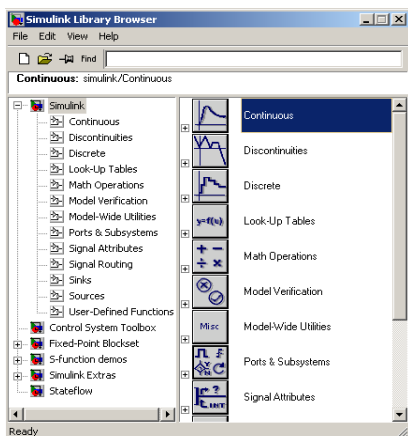 Simulink Library Browser
File Edit View Help
Find
Continuous: simulink/Continuous
Simulink
Continuous
Discontinuities
Discrete
Look-Up Tables
Math Operations
Model Verification
Model-Wide Utilities
Ports & Subsystems
Signal Attributes
Signal Routing
Sinks
Sources
User-Defined Functions
Control System Toolbox
Fixed-Point Blockset
S-function demos
Simulink Extras
Stateflow
Continuous
Discontinuities
Discrete
y=f(u) Look-Up Tables
Math Operations
Model Verification
Misc Model-Wide Utilities
Ports & Subsystems
Signal Attributes
Ready